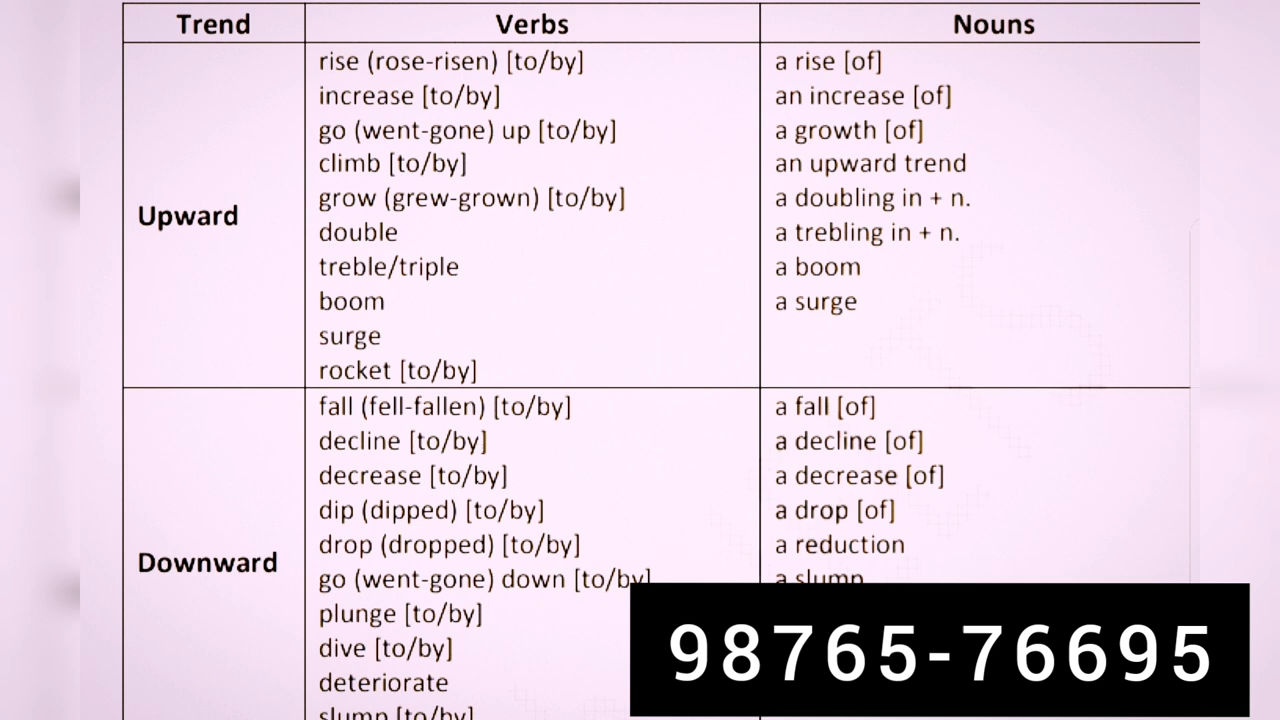 Trend Verbs Nouns
Upward
rise (rose-risen) [to/by]
increase [to/by]
go (went-gone) up [to/by]
climb [to/by]
grow (grew-grown) [to/by]
double
treble/triple
boom
surge
rocket [to/by]
a rise [of]
an increase [of]
a growth [of]
an upward trend
a doubling in + n.
a trebling in + n.
a boom
a surge
Downward
fall (fell-fallen) [to/by]
decline [to/by]
decrease [to/by]
dip (dipped) [to/by]
drop (dropped) [to/by]
go (went-gone) down [to/by]
plunge [to/by]
dive [to/by]
deteriorate
slump [to/by]
a fall [of]
a decline [of]
a decrease [of]
a drop [of]
a reduction
a slump
98765-76695